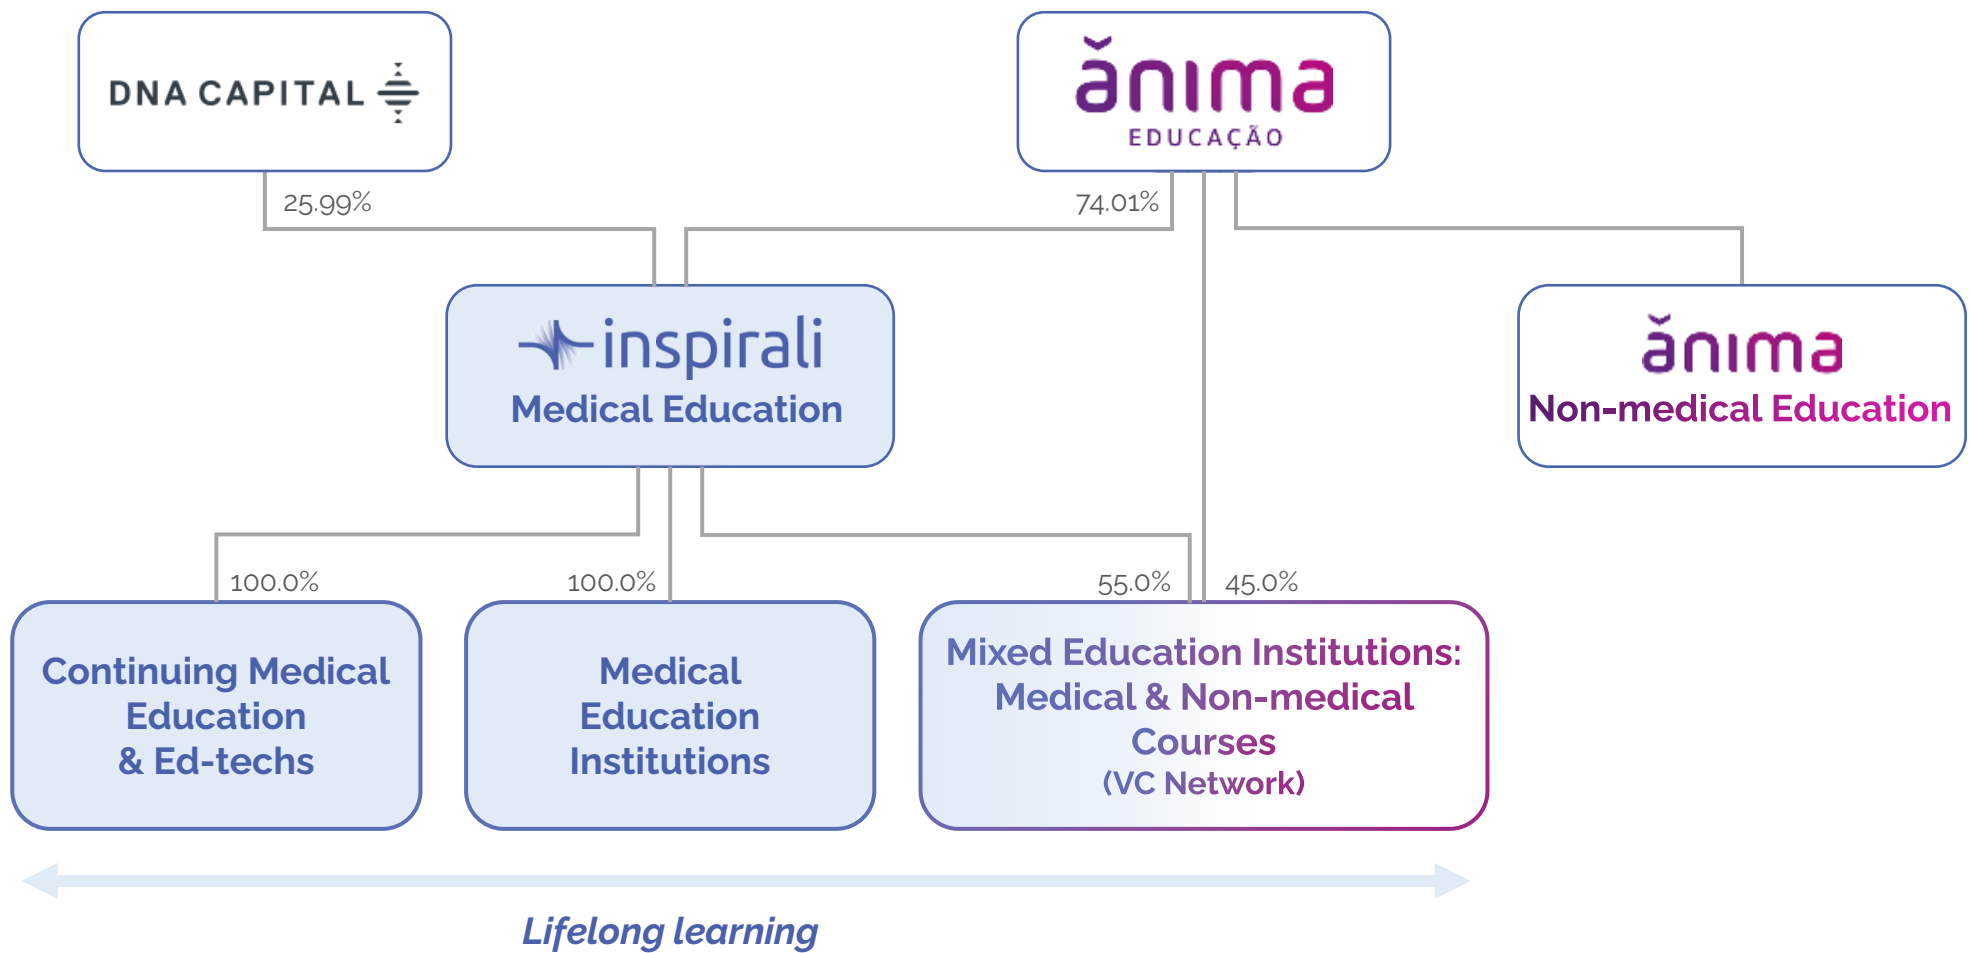 DNA CAPITAL
ănıma
EDUCAÇÃO
25.99%
74.01%
inspirali
Medical Education
ănıma
Non-medical Education
100.0%
100.0%
55.0%
45.0%
Continuing Medical
Education
& Ed-techs
Medical
Education
Institutions
Mixed Education Institutions:
Medical & Non-medical
Courses
(VC Network)
Lifelong learning